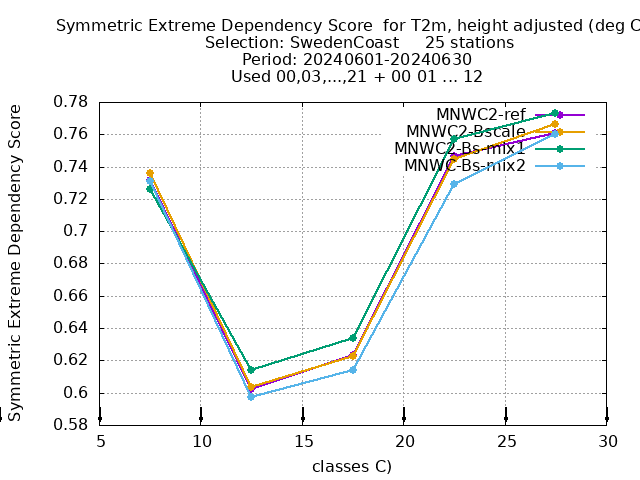 Symmetric Extreme Dependency Score for T2m, height adjusted (deg C
Selection: SwedenCoast 25 stations
Period: 20240601-20240630
Used 00,03,...,21 + 00 01 ... 12
Symmetric Extreme Dependency Score
0.78
0.76
0.74
0.72
0.7
0.68
0.66
0.64
0.62
0.6
0.58
MNWC2-ref
MNWC2-Bscale
MNWC2-Bs-mix1
MNWC-Bs-mix2
5 10 15 20 25 30
classes C)